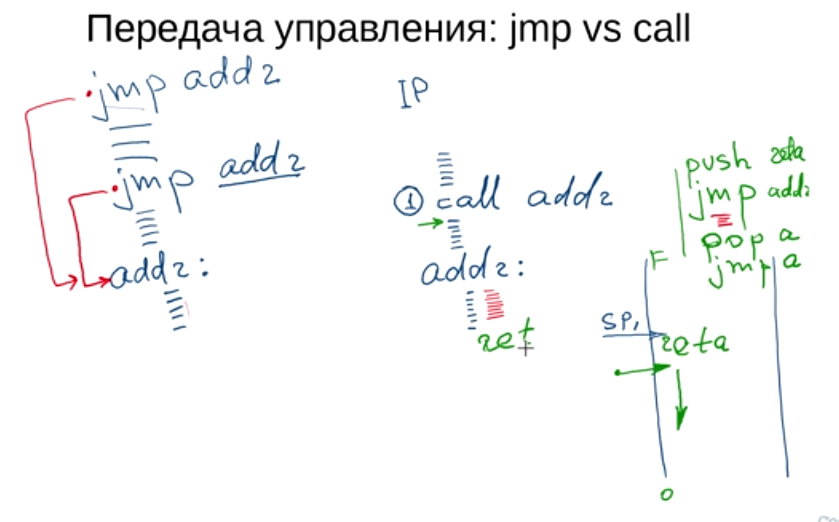 Передача управления: jmp vs call
jmp addr
jmp addr
addr:
IP
① call addr
addr:
ret
push reta
jmp addr
pop a
jmp a
F
SP,
reta
0